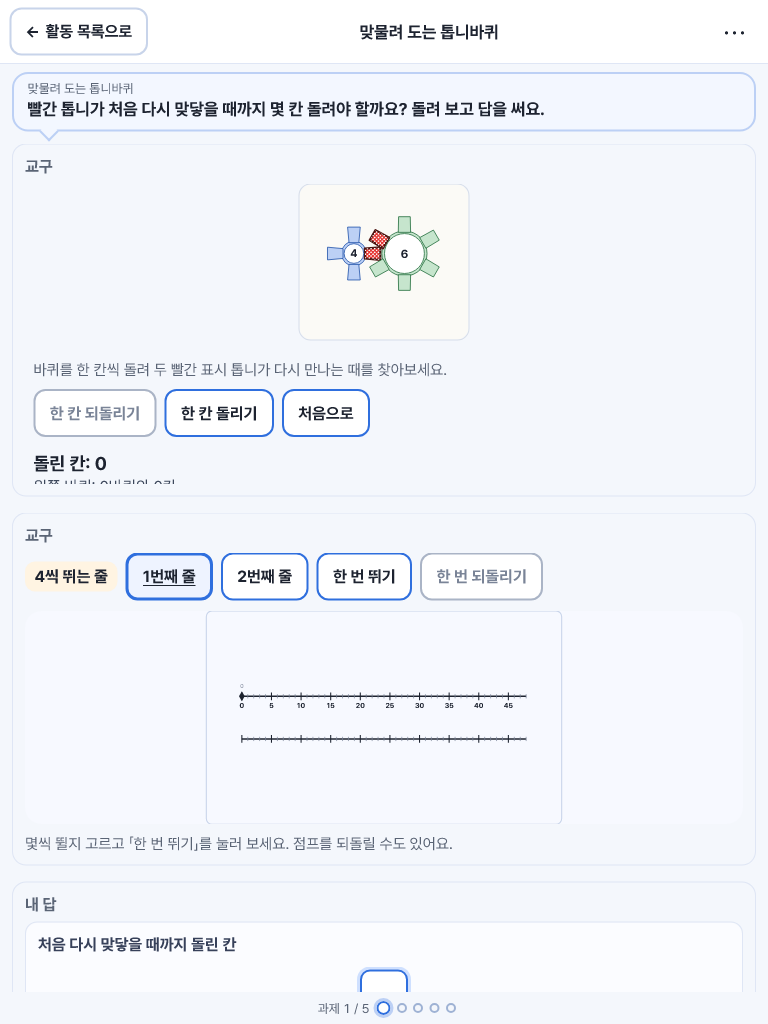 ← 활동 목록으로
맞물려 도는 톱니바퀴
...
맞물려 도는 톱니바퀴
빨간 톱니가 처음 다시 맞닿을 때까지 몇 칸 돌려야 할까요? 돌려 보고 답을 써요.
교구
4 6
바퀴를 한 칸씩 돌려 두 빨간 표시 톱니가 다시 만나는 때를 찾아보세요.
한 칸 되돌리기 한 칸 돌리기 처음으로
돌린 칸: 0
교구
4씩 뛰는 줄 1번째 줄 2번째 줄 한 번 뛰기 한 번 되돌리기
0
0 5 10 15 20 25 30 35 40 45
몇씩 뛸지 고르고 「한 번 뛰기」를 눌러 보세요. 점프를 되돌릴 수도 있어요.
내 답
처음 다시 맞닿을 때까지 돌린 칸
과제 1 / 5